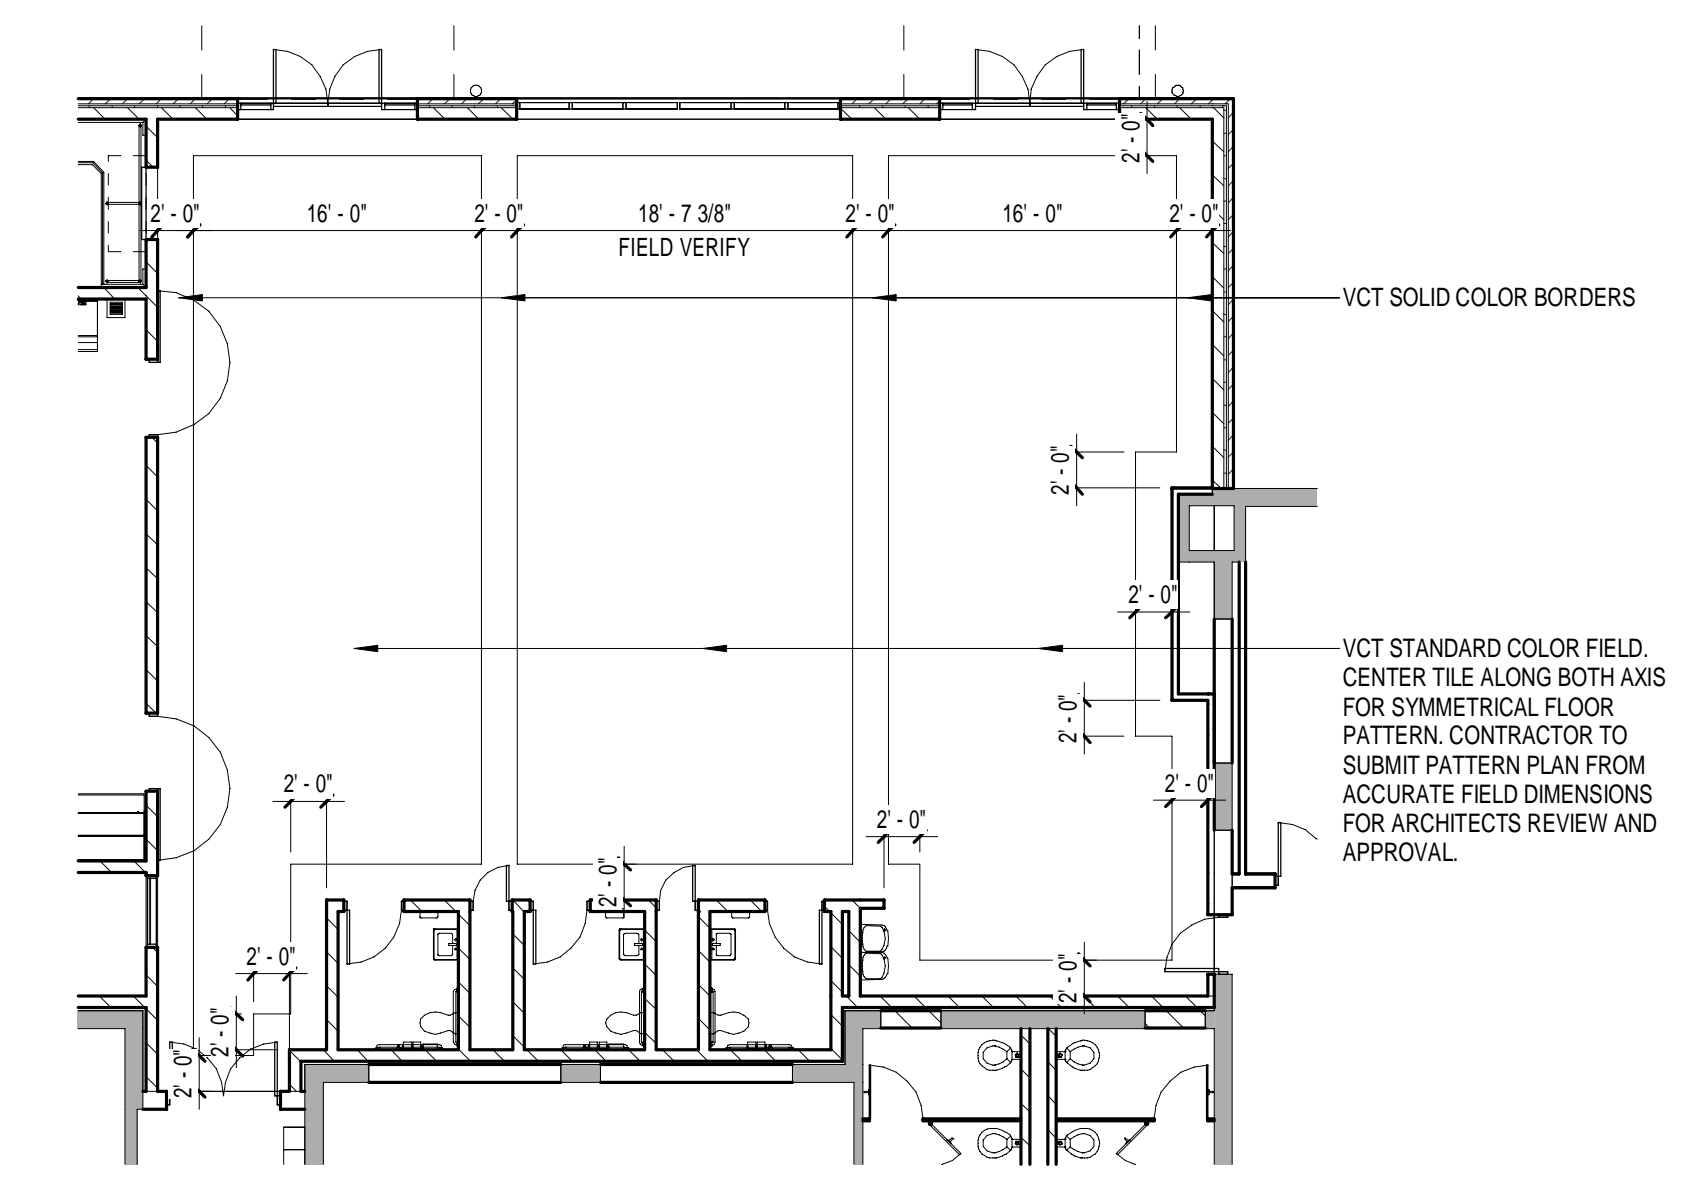 2' - 0"
2' - 0"
16' - 0"
2' - 0"
18' - 7 3/8"
2' - 0"
16' - 0"
2' - 0"
FIELD VERIFY
VCT SOLID COLOR BORDERS
2' - 0"
2' - 0"
VCT STANDARD COLOR FIELD.
CENTER TILE ALONG BOTH AXIS
FOR SYMMETRICAL FLOOR
PATTERN. CONTRACTOR TO
SUBMIT PATTERN PLAN FROM
ACCURATE FIELD DIMENSIONS
FOR ARCHITECTS REVIEW AND
APPROVAL.
2' - 0"
2' - 0"
2' - 0"
2' - 0"
2' - 0"
2' - 0"
2' - 0"
2' - 0"
2' - 0"